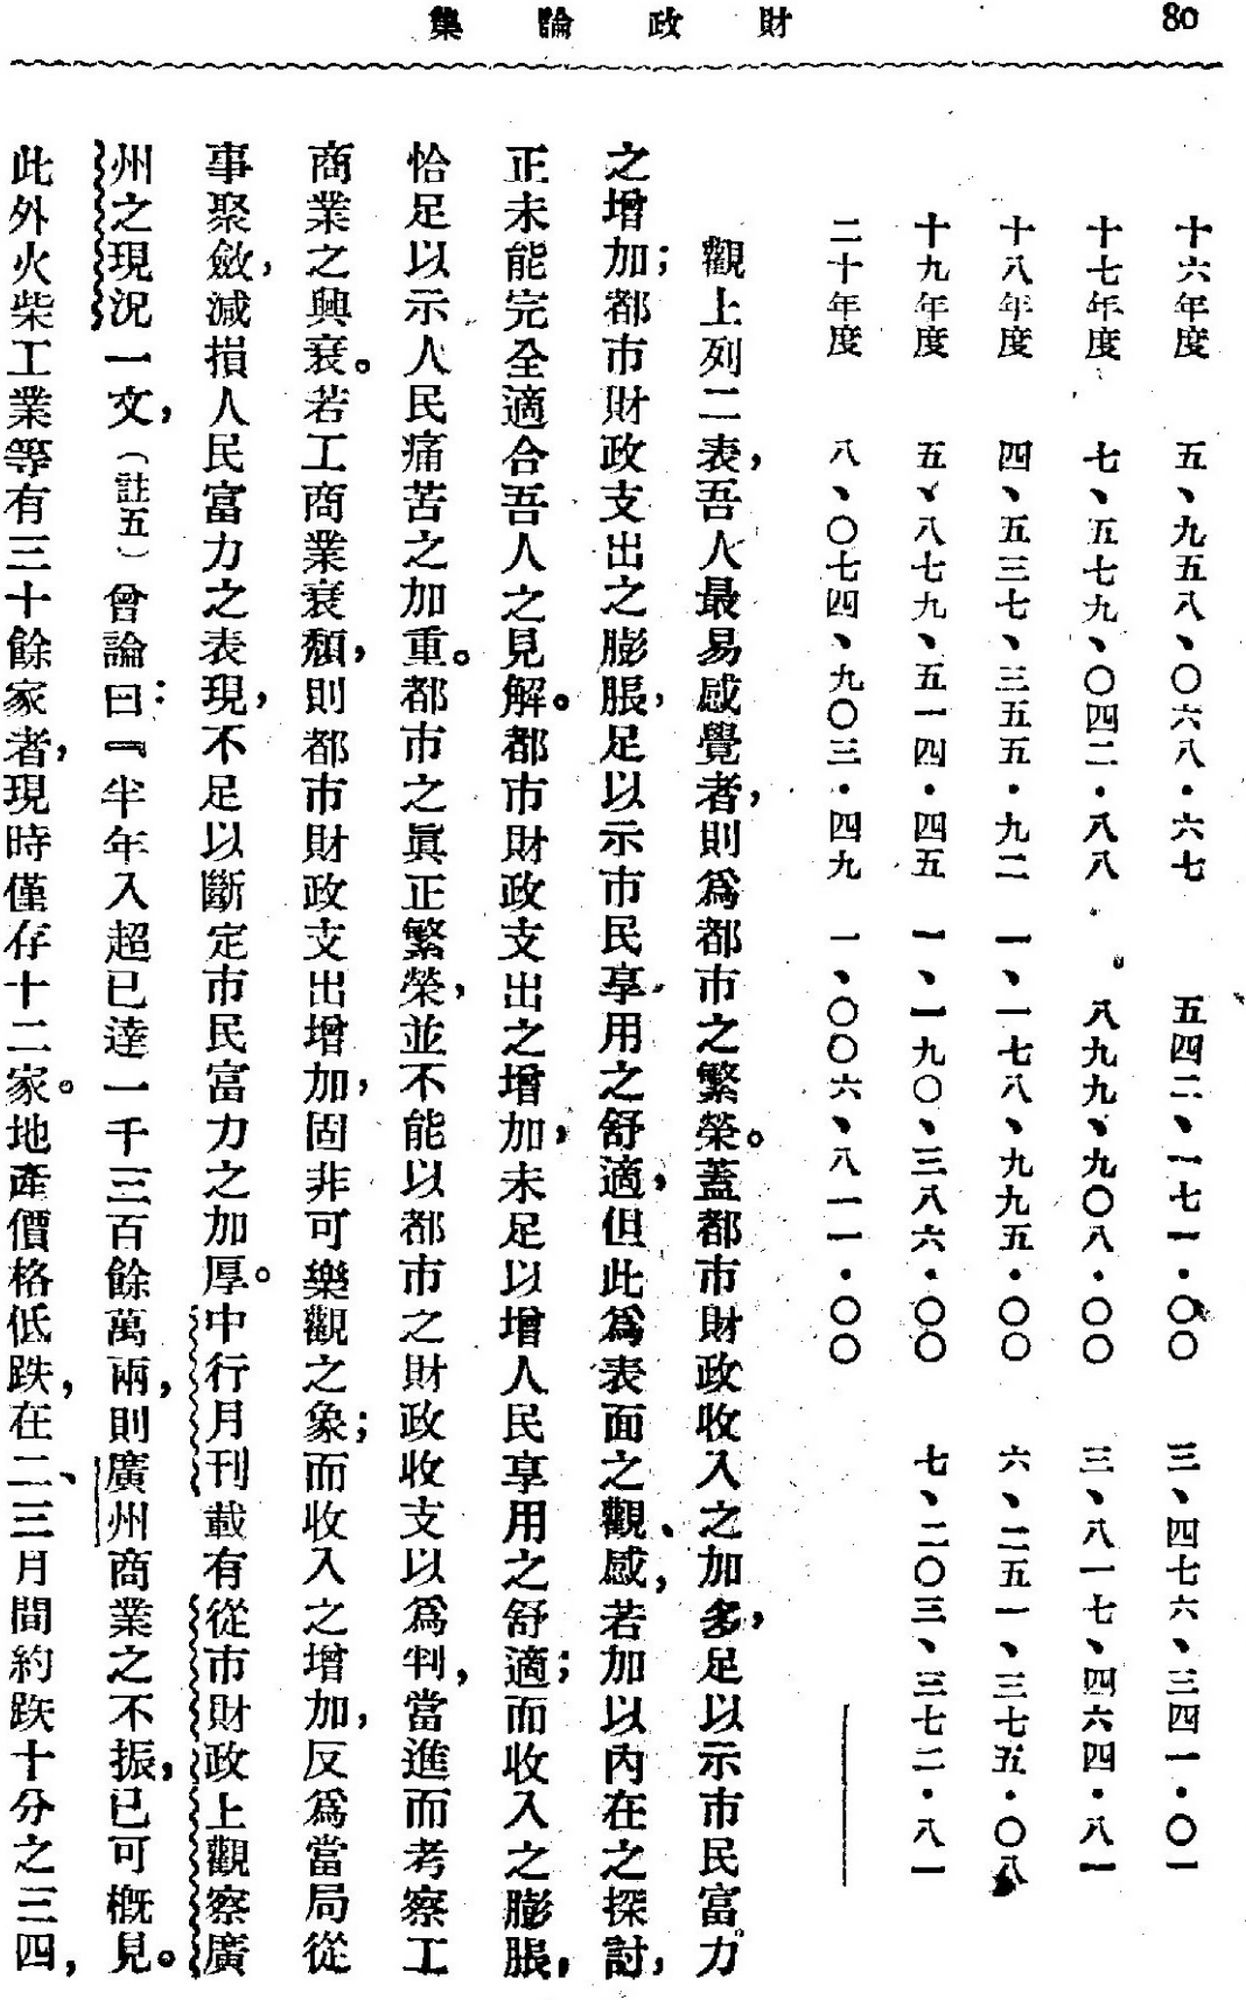 80
財政論集
十六年度　五、九五八、〇六八・六七　五四二、一七一・〇〇　三、四七六、三四一・〇一
十七年度　七、五七九、〇四二・八八　八九九、九〇八・〇〇　三、八一七、四六四・八一
十八年度　四、五三七、三五五・九二　一、一七八、九九五・〇〇　六、二五一、三七五・〇八
十九年度　五、八七九、五一四・四五　一、一九〇、三八六・〇〇　七、二〇三、三七二・八一
二十年度　八、〇七四、九〇三・四九　一、〇〇六、八一一・〇〇　——
觀上列二表，吾人最易感覺者，則爲都市之繁榮。蓋都市財政收入之加多，足以示市民富力
之增加；都市財政支出之膨脹，足以示市民享用之舒適，但此爲表面之觀感，若加以內在之探討，
正未能完全適合吾人之見解。都市財政支出之增加，未足以增人民享用之舒適；而收入之膨脹，
恰足以示人民痛苦之加重。都市之眞正繁榮，並不能以都市之財政收支以爲判，當進而考察工
商業之興衰。若工商業衰頹，則都市財政支出增加，固非可樂觀之象；而收入之增加，反爲當局從
事聚斂，減損人民富力之表現，不足以斷定市民富力之加厚。中行月刊載有從市財政上觀察廣
州之現況一文，（註五）曾論曰：『半年入超已達一千三百餘萬兩，則廣州商業之不振，已可概見。
此外火柴工業等有三十餘家者，現時僅存十二家。地產價格低跌，在二、三月間約跌十分之三四，